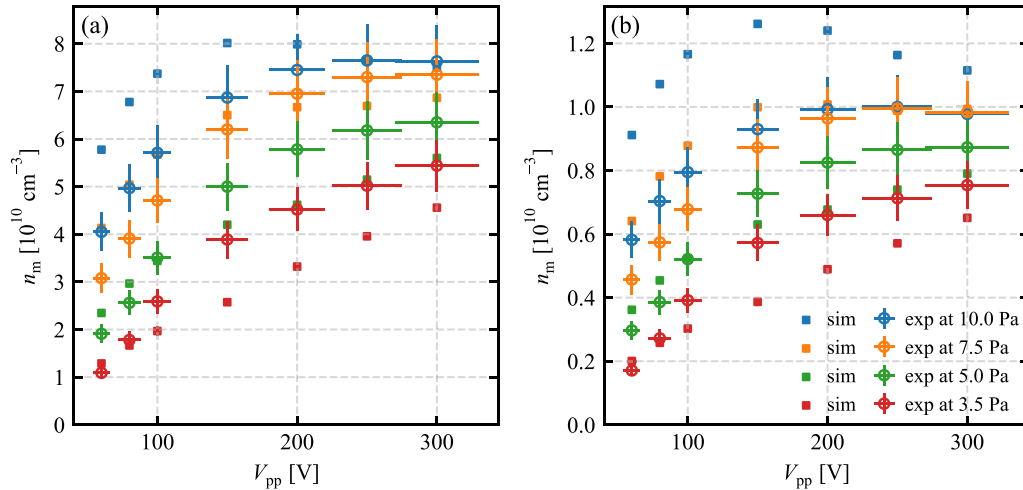 (a)
8
7
6
5
4
3
2
1
0
n_m [10^10 cm^−3]
100
200
300
V_pp [V]
(b)
1.2
1.0
0.8
0.6
0.4
0.2
0.0
n_m [10^10 cm^−3]
sim exp at 10.0 Pa
sim exp at 7.5 Pa
sim exp at 5.0 Pa
sim exp at 3.5 Pa
100
200
300
V_pp [V]